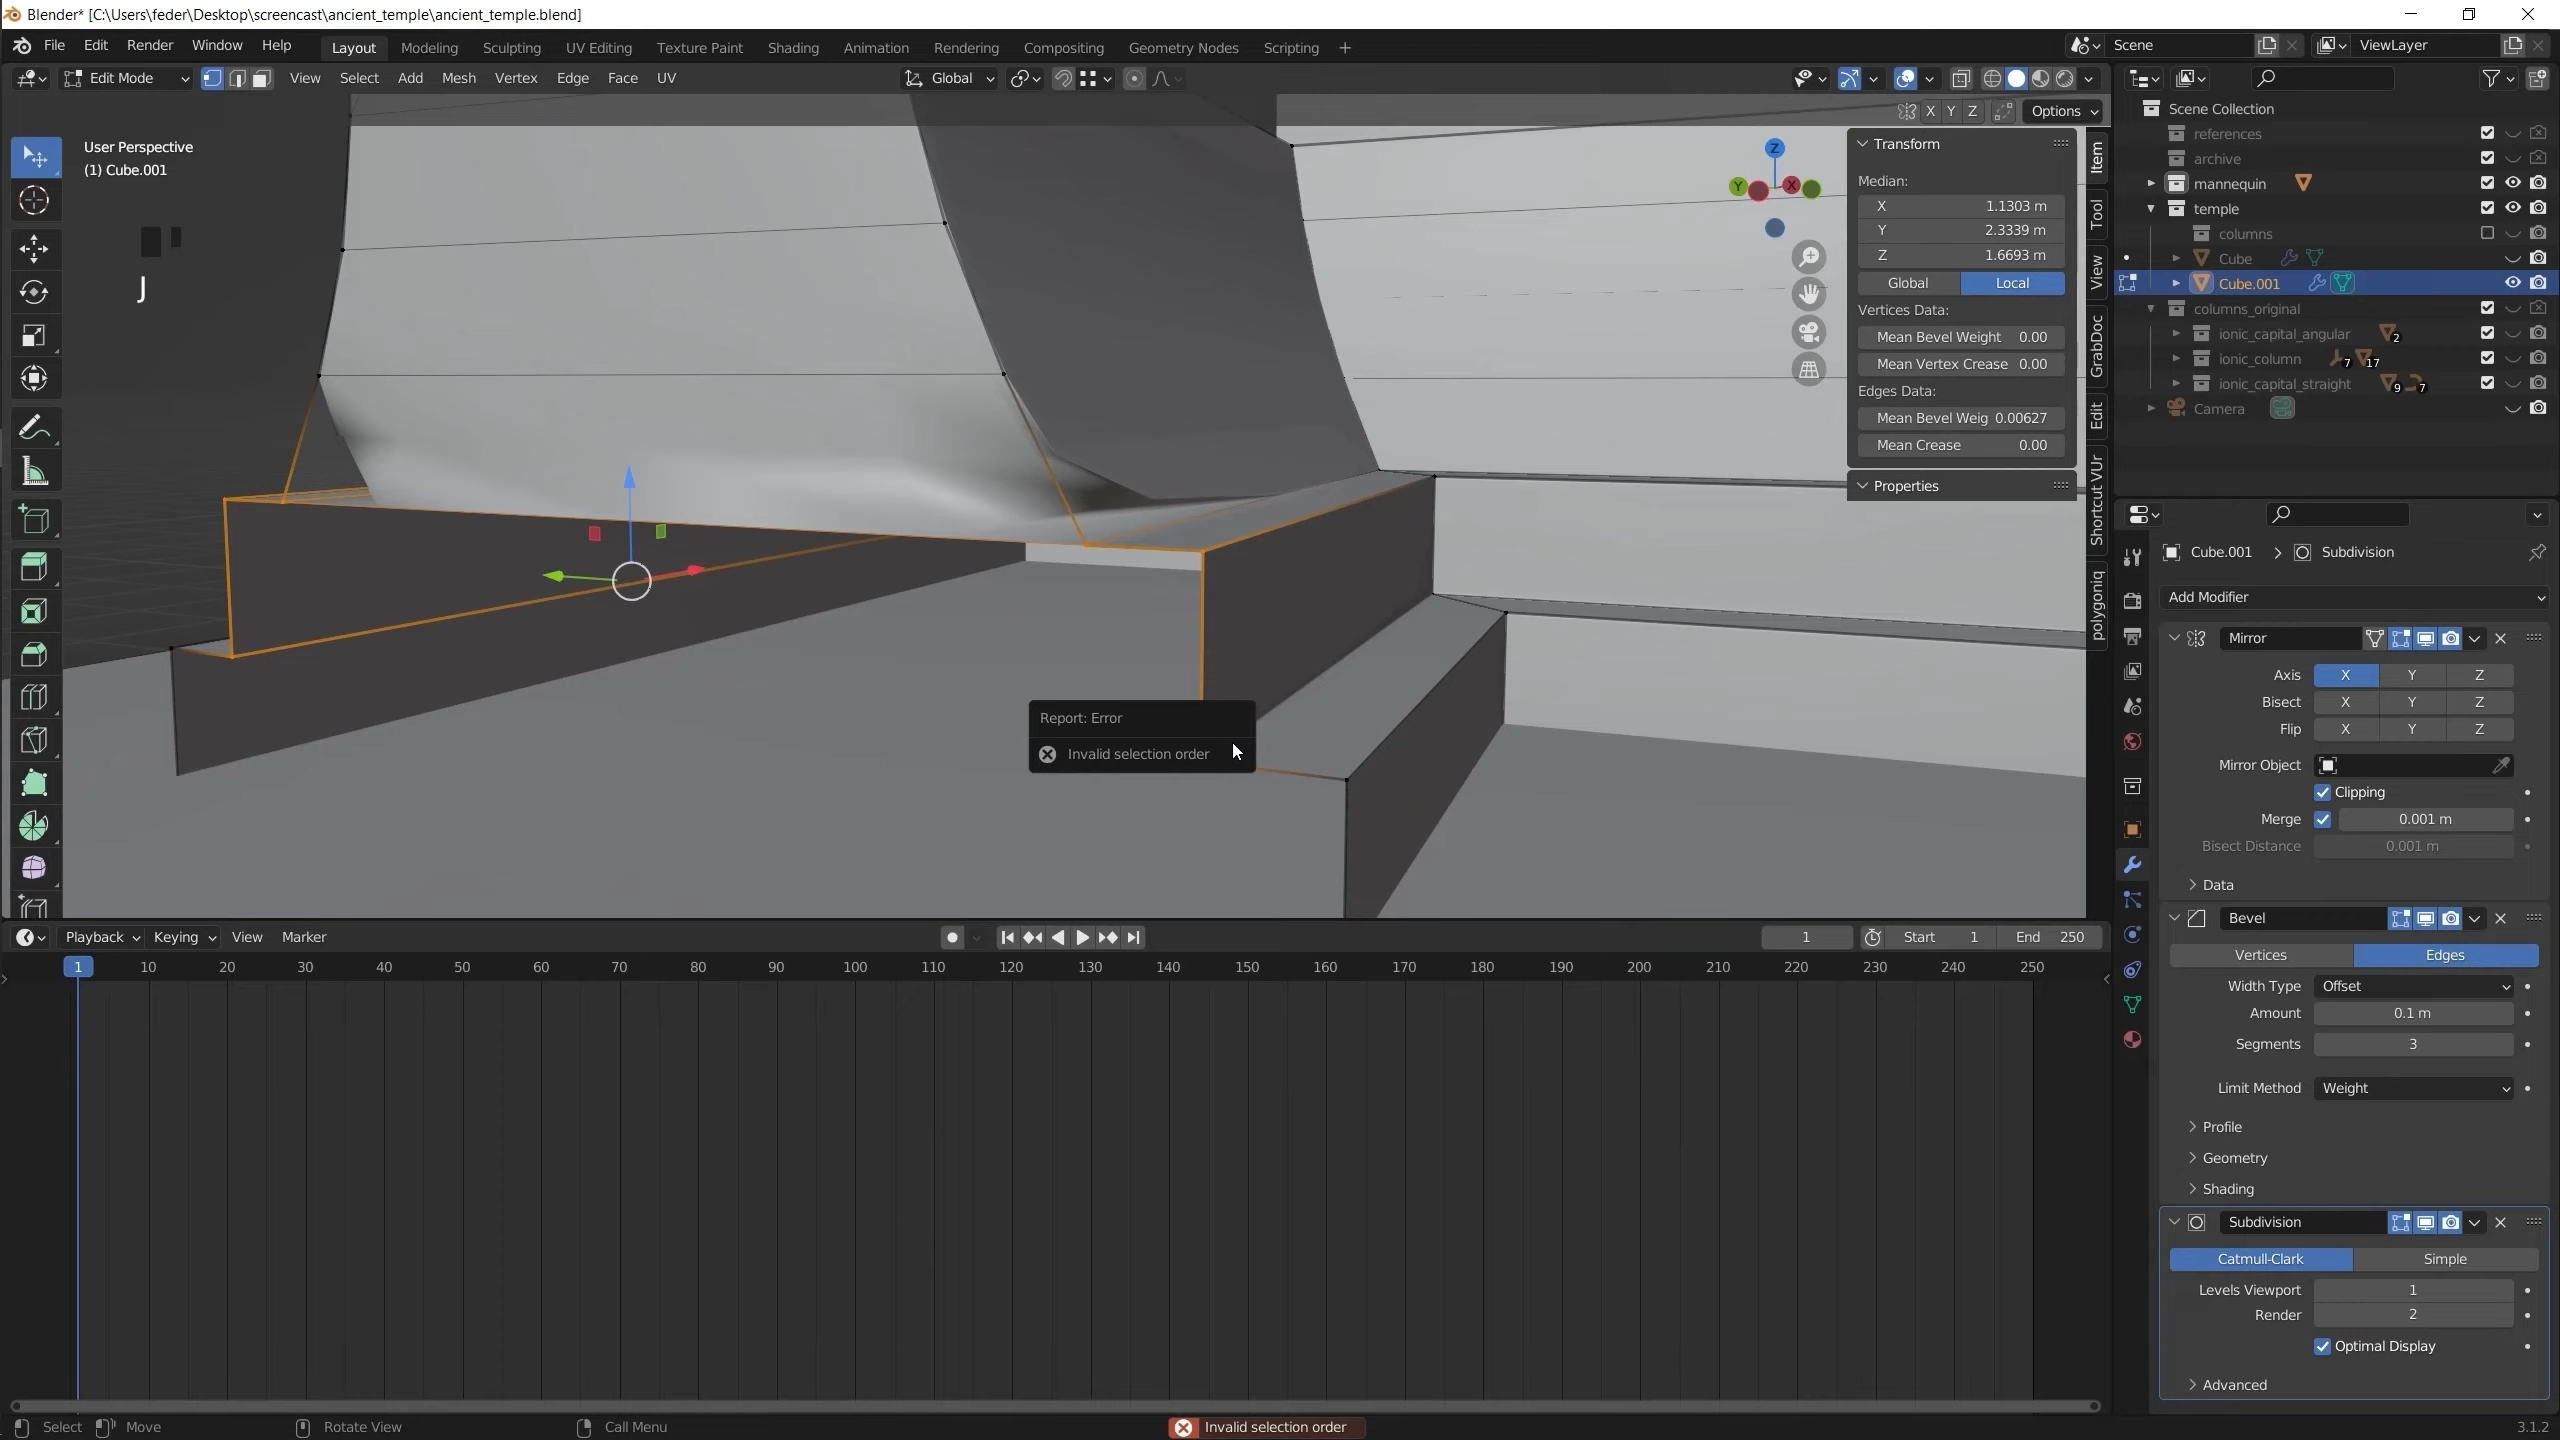 Blender* [C:\Users\feder\Desktop\screencast\ancient_temple\ancient_temple.blend]
File Edit Render Window Help Layout Modeling Sculpting UV Editing Texture Paint Shading Animation Rendering Compositing Geometry Nodes Scripting + Scene ViewLayer
Edit Mode View Select Add Mesh Vertex Edge Face UV Global
X Y Z Options
User Perspective
(1) Cube.001
J
Z
Y X
Transform
Median:
X 1.1303 m
Y 2.3339 m
Z 1.6693 m
Global Local
Vertices Data:
Mean Bevel Weight 0.00
Mean Vertex Crease 0.00
Edges Data:
Mean Bevel Weig 0.00627
Mean Crease 0.00
Properties
Item
Tool
View
GrabDoc
Edit
Shortcut VUr
polygoniq
Report: Error
Invalid selection order
Scene Collection
references
archive
mannequin
temple
columns
Cube
Cube.001
columns_original
ionic_capital_angular 2
ionic_column 7 17
ionic_capital_straight 9 7
Camera
Cube.001 > Subdivision
Add Modifier
Mirror
Axis X Y Z
Bisect X Y Z
Flip X Y Z
Mirror Object
Clipping
Merge 0.001 m
Bisect Distance 0.001 m
Data
Bevel
Vertices Edges
Width Type Offset
Amount 0.1 m
Segments 3
Limit Method Weight
Profile
Geometry
Shading
Subdivision
Catmull-Clark Simple
Levels Viewport 1
Render 2
Optimal Display
Advanced
Playback Keying View Marker 1 Start 1 End 250
1 10 20 30 40 50 60 70 80 90 100 110 120 130 140 150 160 170 180 190 200 210 220 230 240 250
Select Move Rotate View Call Menu Invalid selection order 3.1.2